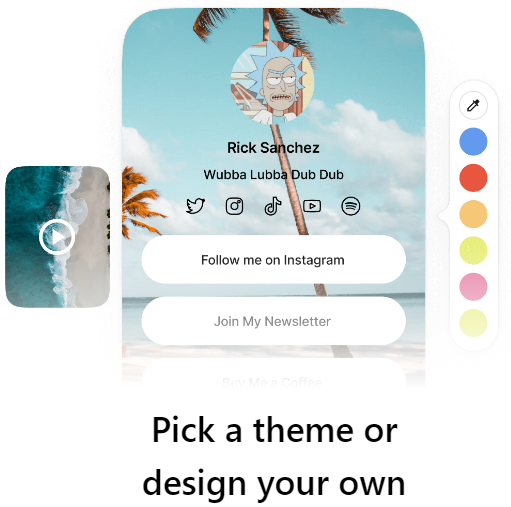 Rick Sanchez
Wubba Lubba Dub Dub
Follow me on Instagram
Join My Newsletter
Buy Me a Coffee
Pick a theme or
design your own